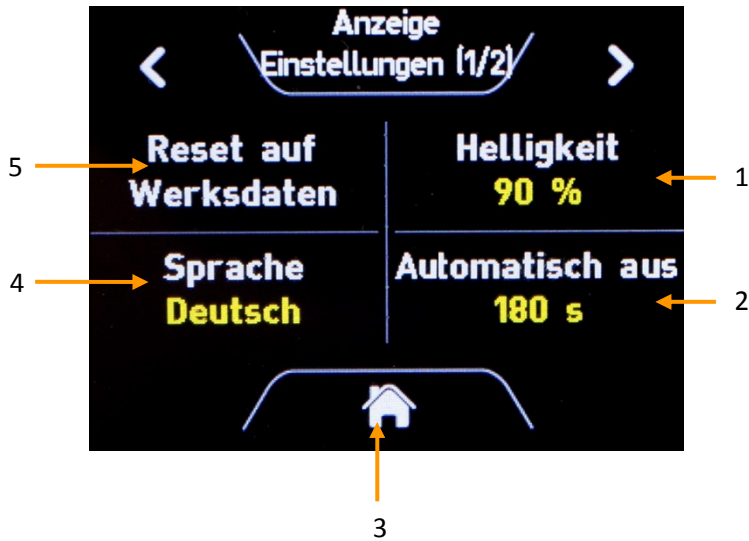 Anzeige
Einstellungen (1/2)
Reset auf
Werksdaten
Helligkeit
90 %
Sprache
Deutsch
Automatisch aus
180 s
5
1
4
2
3